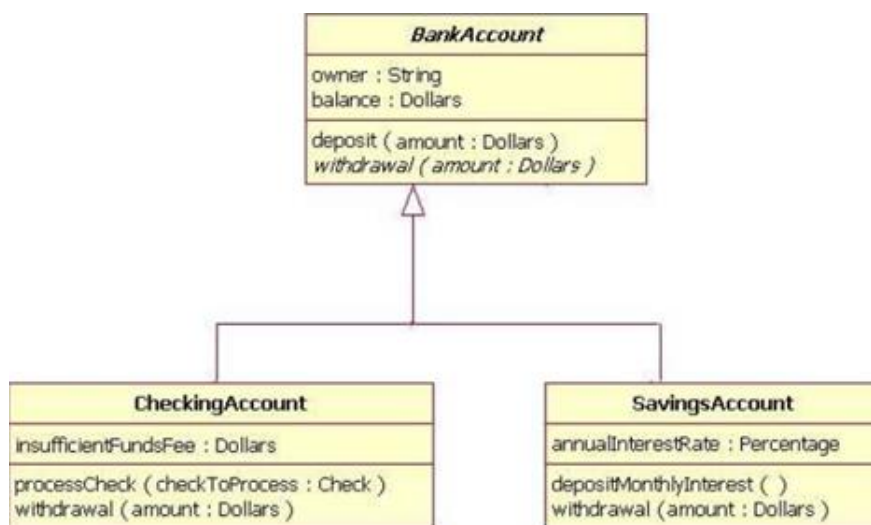 BankAccount
owner : String
balance : Dollars
deposit ( amount : Dollars )
withdrawal ( amount : Dollars )
CheckingAccount
insufficientFundsFee : Dollars
processCheck ( checkToProcess : Check )
withdrawal ( amount : Dollars )
SavingsAccount
annualInterestRate : Percentage
depositMonthlyInterest ( )
withdrawal ( amount : Dollars )